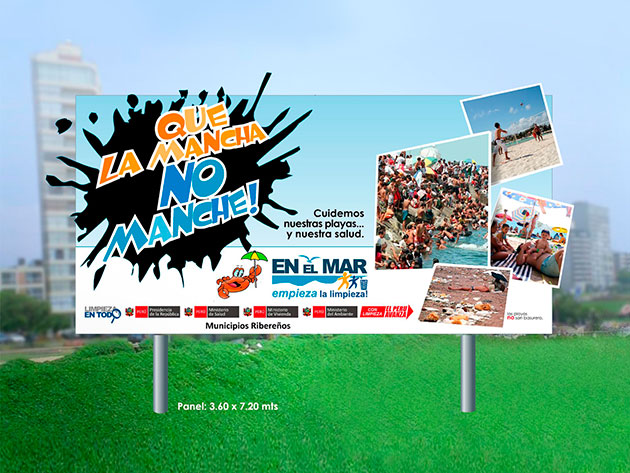 QUE
LA MANCHA
NO
MANCHE!
Cuidemos
nuestras playas...
y nuestra salud.
EN EL MAR
empieza la limpieza!
LIMPIEZA
EN TODO
PERÚ Presidencia de la República
PERÚ Ministerio de Salud
PERÚ Ministerio de Vivienda
PERÚ Ministerio del Ambiente
CON LIMPIEZA
Municipios Ribereños
las playas
no son basurero.
Panel: 3.60 x 7.20 mts